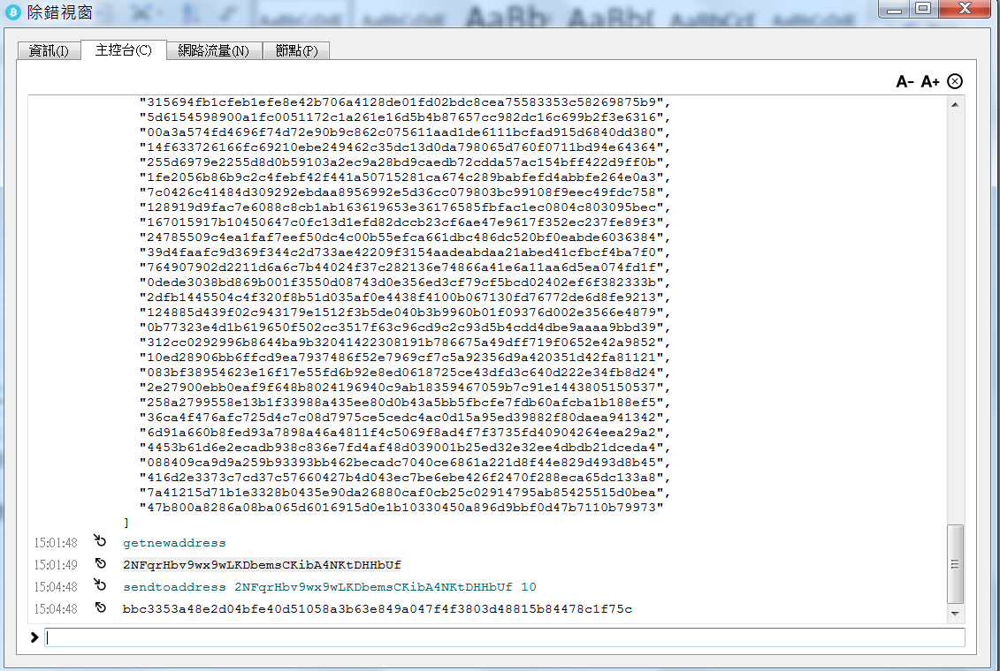 除錯視窗
資訊(I) 主控台(C) 網路流量(N) 節點(P)
A- A+
"315694fb1cfeb1efe8e42b706a4128de01fd02bdc8cea75583353c58269875b9",
"5d6154598900a1fc0051172c1a261e16d5b4b87657cc982dc16c699b2f3e6316",
"00a3a574fd4696f74d72e90b9c862c075611aad1de6111bcfad915d6840dd380",
"14f633726166fc69210ebe249462c35dc13d0da798065d760f0711bd94e64364",
"255d6979e2255d8d0b59103a2ec9a28bd9caedb72cdda57ac154bff422d9ff0b",
"1fe2056b86b9c2c4febf42f441a50715281ca674c289babfefd4abbfe264e0a3",
"7c0426c41484d309292ebdaa8956992e5d36cc079803bc99108f9eec49fdc758",
"128919d9fac7e6088c8cb1ab163619653e36176585fbfac1ec0804c803095bec",
"167015917b10450647c0fc13d1efd82dccb23cf6ae47e9617f352ec237fe89f3",
"24785509c4ea1faf7eef50dc4c00b55efca661dbc486dc520bf0eabde6036384",
"39d4faafc9d369f344c2d733ae42209f3154aadeabdaa21abed41cfbcf4ba7f0",
"764907902d2211d6a6c7b44024f37c282136e74866a41e6a11aa6d5ea074fd1f",
"0dede3038bd869b001f3550d08743d0e356ed3cf79cf5bcd02402ef6f382333b",
"2dfb1445504c4f320f8b51d035af0e4438f4100b067130fd76772de6d8fe9213",
"124885d439f02c943179e1512f3b5de040b3b9960b01f09376d002e3566e4879",
"0b77323e4d1b619650f502cc3517f63c96cd9c2c93d5b4cdd4dbe9aaaa9bbd39",
"312cc0292996b8644ba9b32041422308191b786675a49dff719f0652e42a9852",
"10ed28906bb6ffcd9ea7937486f52e7969cf7c5a92356d9a420351d42fa81121",
"083bf38954623e16f17e55fd6b92e8ed0618725ce43dfd3c640d222e34fb8d24",
"2e27900ebb0eaf9f648b8024196940c9ab18359467059b7c91e1443805150537",
"258a2799558e13b1f33988a435ee80d0b43a5bb5fbcfe7fdb60afcba1b188ef5",
"36ca4f476afc725d4c7c08d7975ce5cedc4ac0d15a95ed39882f80daea941342",
"6d91a660b8fed93a7898a46a4811f4c5069f8ad4f7f3735fd40904264eea29a2",
"4453b61d6e2ecadb938c836e7fd4af48d039001b25ed32e32ee4dbdb21dceda4",
"088409ca9d9a259b93393bb462becadc7040ce6861a221d8f44e829d493d8b45",
"416d2e3373c7cd37c57660427b4d043ec7be6ebe426f2470f288eca65dc133a8",
"7a41215d71b1e3328b0435e90da26880caf0cb25c02914795ab85425515d0bea",
"47b800a8286a08ba065d6016915d0e1b10330450a896d9bbf0d47b7110b79973"
]
15:01:48 getnewaddress
15:01:49 2NFqrHbv9wx9wLKDbemsCKibA4NKtDHHbUf
15:04:48 sendtoaddress 2NFqrHbv9wx9wLKDbemsCKibA4NKtDHHbUf 10
15:04:48 bbc3353a48e2d04bfe40d51058a3b63e849a047f4f3803d48815b84478c1f75c